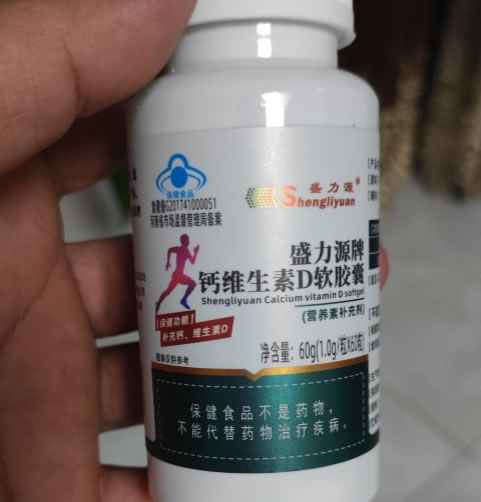 保健食品
食健备G201741000051
河南省市场监督管理局备案
盛力源®
Shengliyuan
盛力源牌
钙维生素D软胶囊
Shengliyuan Calcium vitamin D softgel
(营养素补充剂)
【保健功能】
补充钙、维生素D
净含量：60g(1.0g/粒X60粒)
图案仅供参考
保健食品不是药物，
不能代替药物治疗疾病。